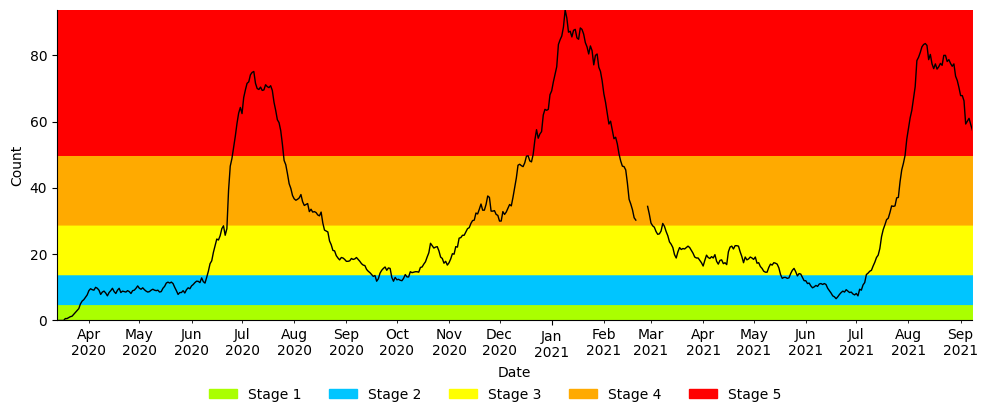 80
60
40
20
0
Count
Apr May Jun Jul Aug Sep Oct Nov Dec Jan Feb Mar Apr May Jun Jul Aug Sep
2020 2020 2020 2020 2020 2020 2020 2020 2020 2021 2021 2021 2021 2021 2021 2021 2021 2021
Date
Stage 1 Stage 2 Stage 3 Stage 4 Stage 5